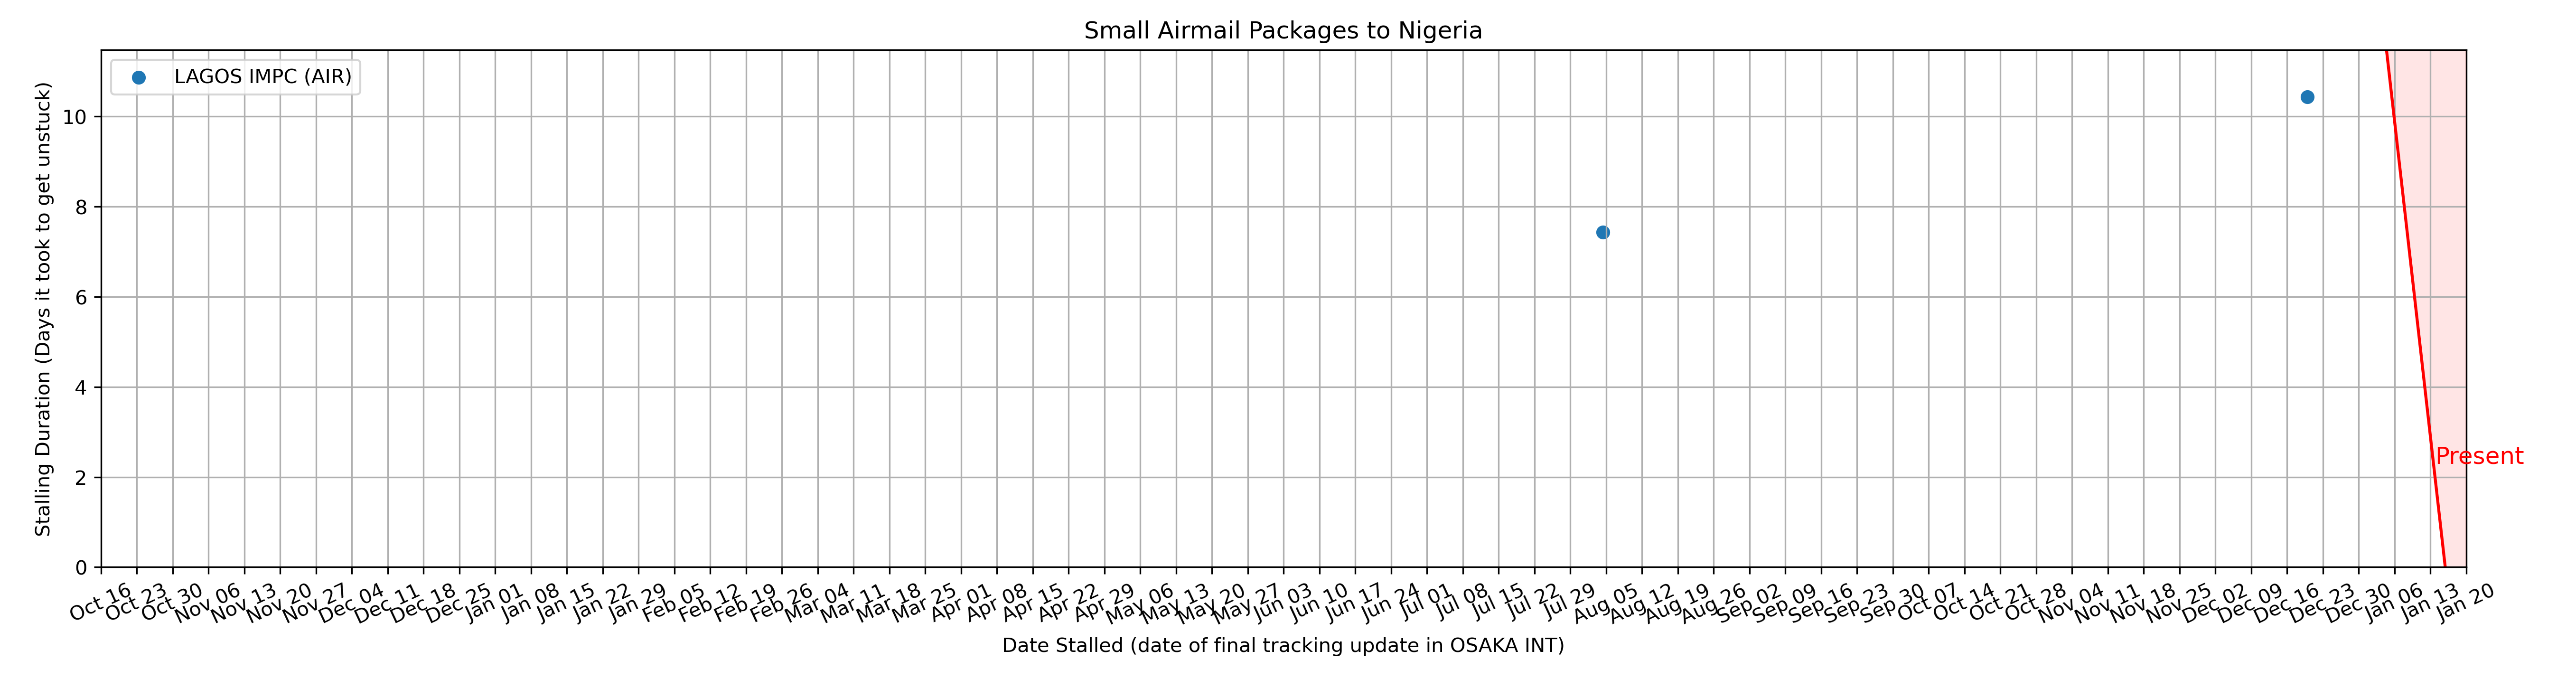 Small Airmail Packages to Nigeria
LAGOS IMPC (AIR)
Stalling Duration (Days it took to get unstuck)
10
8
6
4
2
0
Present
Oct 16 Oct 23 Oct 30 Nov 06 Nov 13 Nov 20 Nov 27 Dec 04 Dec 11 Dec 18 Dec 25 Jan 01 Jan 08 Jan 15 Jan 22 Jan 29 Feb 05 Feb 12 Feb 19 Feb 26 Mar 04 Mar 11 Mar 18 Mar 25 Apr 01 Apr 08 Apr 15 Apr 22 Apr 29 May 06 May 13 May 20 May 27 Jun 03 Jun 10 Jun 17 Jun 24 Jul 01 Jul 08 Jul 15 Jul 22 Jul 29 Aug 05 Aug 12 Aug 19 Aug 26 Sep 02 Sep 09 Sep 16 Sep 23 Sep 30 Oct 07 Oct 14 Oct 21 Oct 28 Nov 04 Nov 11 Nov 18 Nov 25 Dec 02 Dec 09 Dec 16 Dec 23 Dec 30 Jan 06 Jan 13 Jan 20
Date Stalled (date of final tracking update in OSAKA INT)